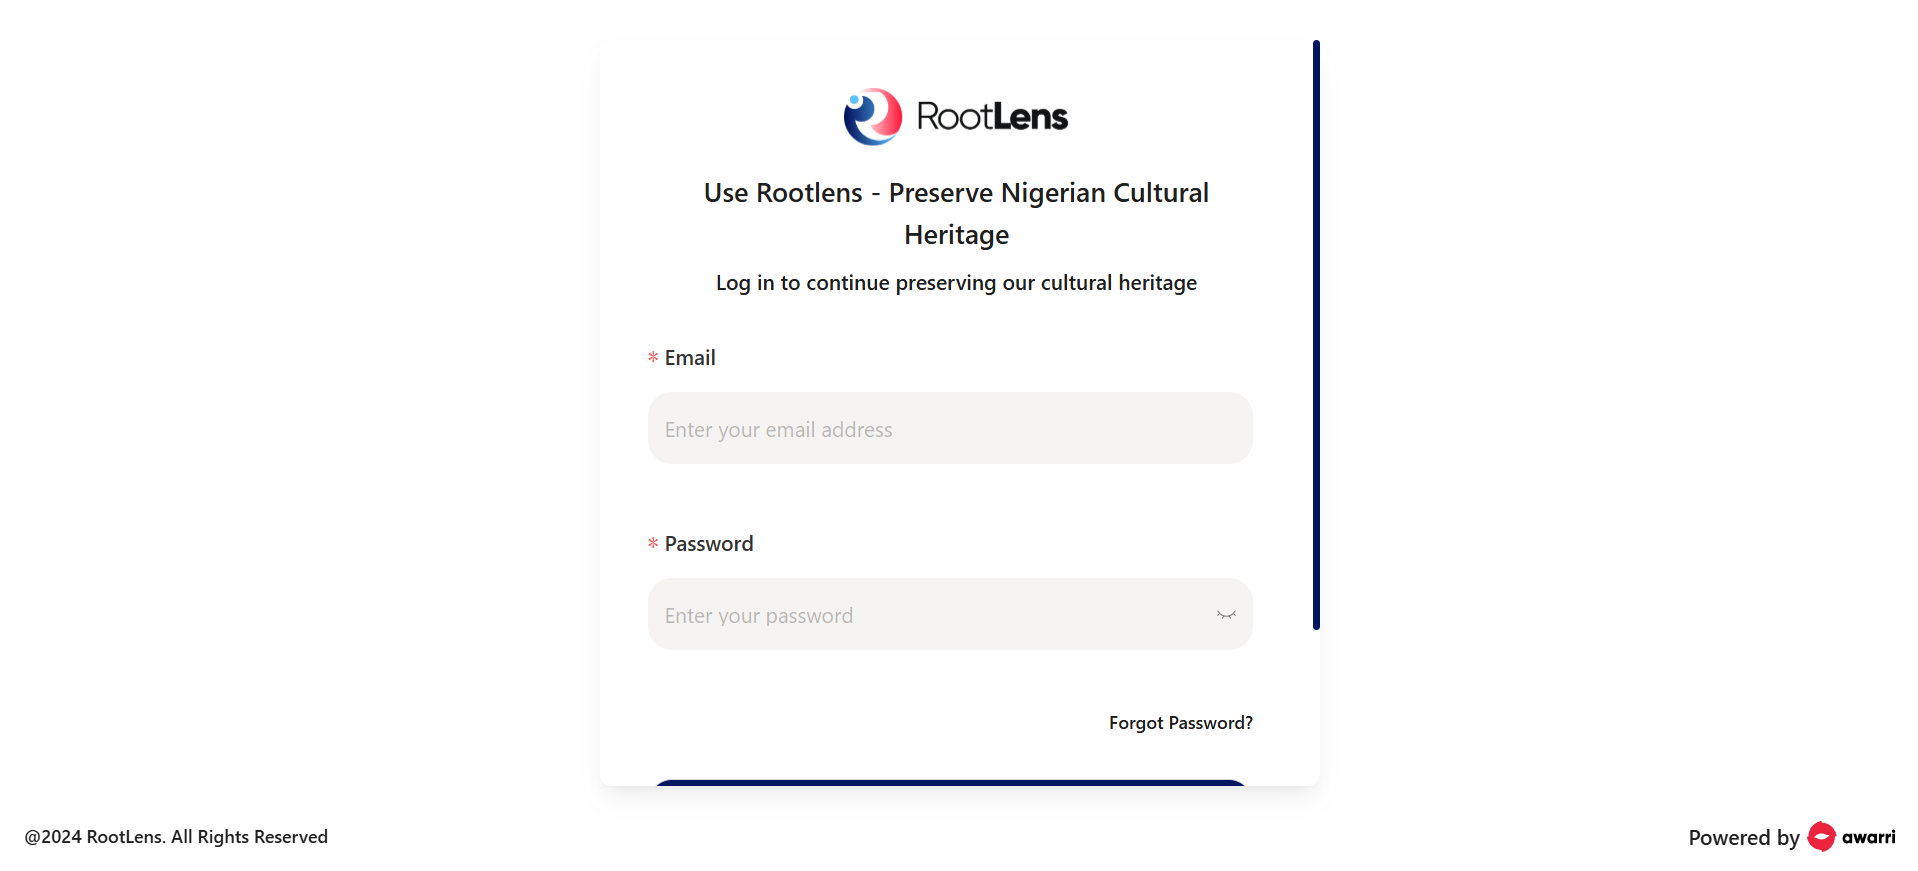 RootLens
Use Rootlens - Preserve Nigerian Cultural
Heritage
Log in to continue preserving our cultural heritage
* Email
Enter your email address
* Password
Enter your password
Forgot Password?
@2024 RootLens. All Rights Reserved
Powered by awarri